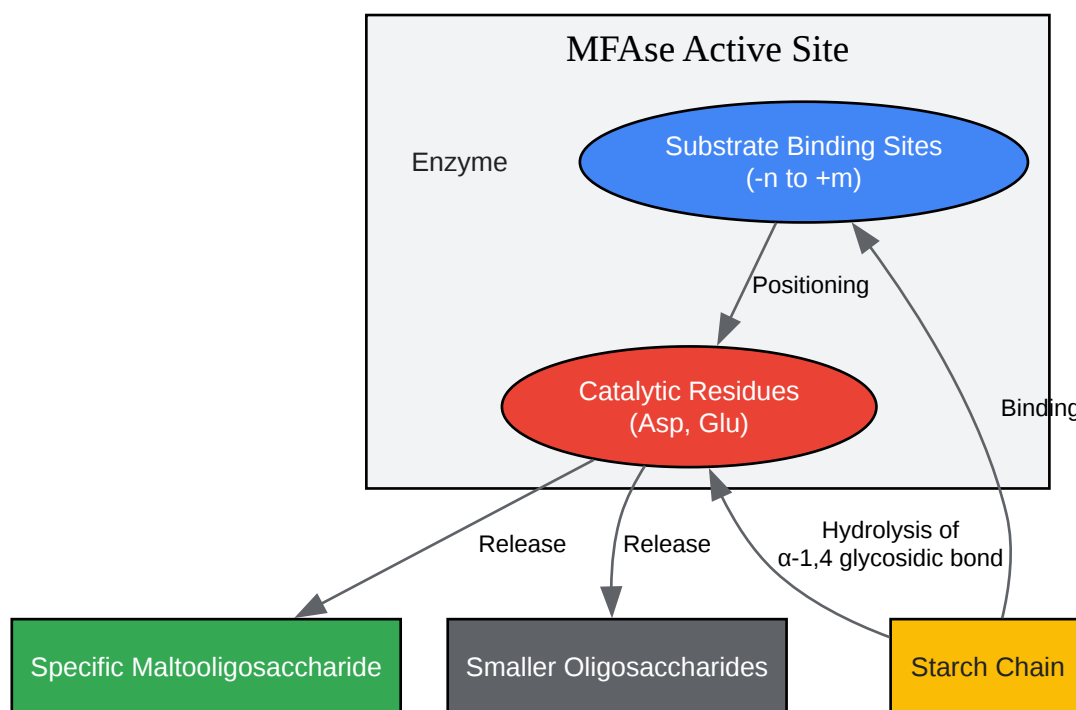 MFAse Active Site
Substrate Binding Sites
(-n to +m)
Enzyme
Positioning
Catalytic Residues
(Asp, Glu)
Binding
Release
Release
Hydrolysis of
α-1,4 glycosidic bond
Specific Maltooligosaccharide
Smaller Oligosaccharides
Starch Chain